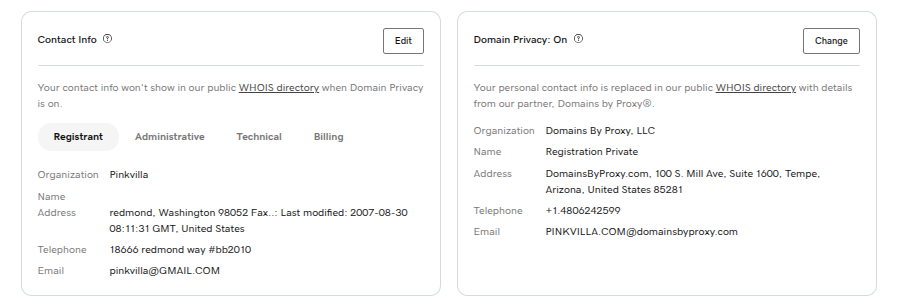 Contact Info
Edit
Your contact info won't show in our public WHOIS directory when Domain Privacy
is on.
Registrant Administrative Technical Billing
Organization Pinkvilla
Name
Address redmond, Washington 98052 Fax..: Last modified: 2007-08-30
08:11:31 GMT, United States
Telephone 18666 redmond way #bb2010
Email pinkvilla@GMAIL.COM
Domain Privacy: On
Change
Your personal contact info is replaced in our public WHOIS directory with details
from our partner, Domains by Proxy®.
Organization Domains By Proxy, LLC
Name Registration Private
Address DomainsByProxy.com, 100 S. Mill Ave, Suite 1600, Tempe,
Arizona, United States 85281
Telephone +1.4806242599
Email PINKVILLA.COM@domainsbyproxy.com